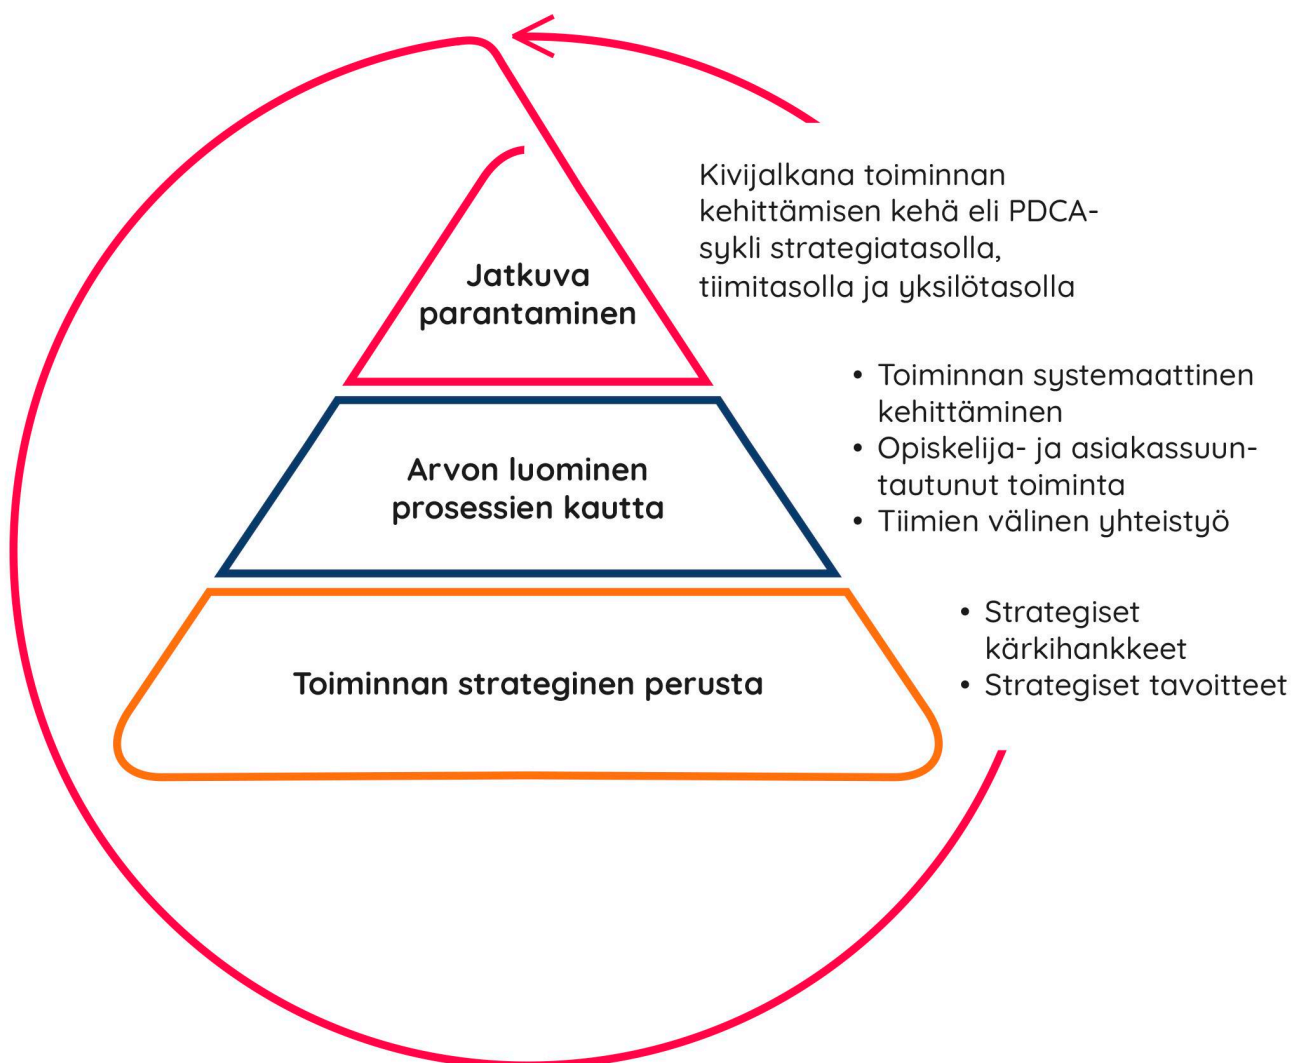 Kivijalkana toiminnan
kehittämisen kehä eli PDCA-
sykli strategiatasolla,
tiimitasolla ja yksilötasolla
Jatkuva
parantaminen
• Toiminnan systemaattinen
kehittäminen
• Opiskelija- ja asiakassuun-
tautunut toiminta
• Tiimien välinen yhteistyö
Arvon luominen
prosessien kautta
• Strategiset
kärkihankkeet
• Strategiset tavoitteet
Toiminnan strateginen perusta